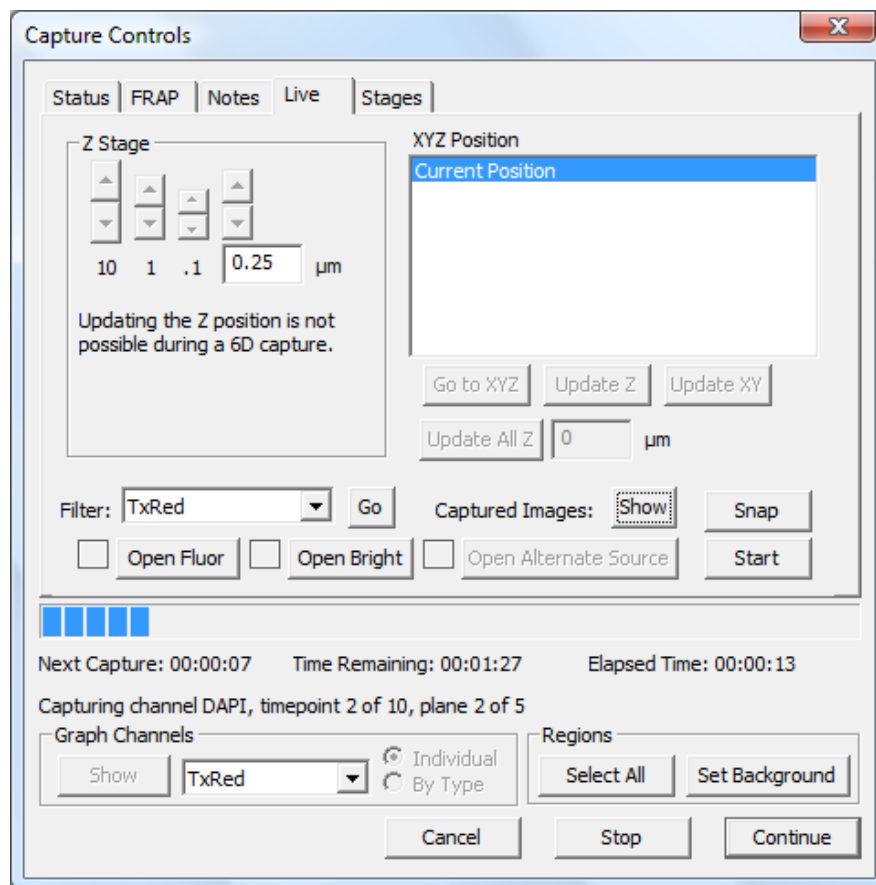 Capture Controls
Status FRAP Notes Live Stages
Z Stage
10 1 .1 0.25 µm
Updating the Z position is not
possible during a 6D capture.
XYZ Position
Current Position
Go to XYZ Update Z Update XY
Update All Z 0 µm
Filter: TxRed Go Captured Images: Show Snap
Open Fluor Open Bright Open Alternate Source Start
Next Capture: 00:00:07 Time Remaining: 00:01:27 Elapsed Time: 00:00:13
Capturing channel DAPI, timepoint 2 of 10, plane 2 of 5
Graph Channels
Show TxRed Individual
By Type
Regions
Select All Set Background
Cancel Stop Continue